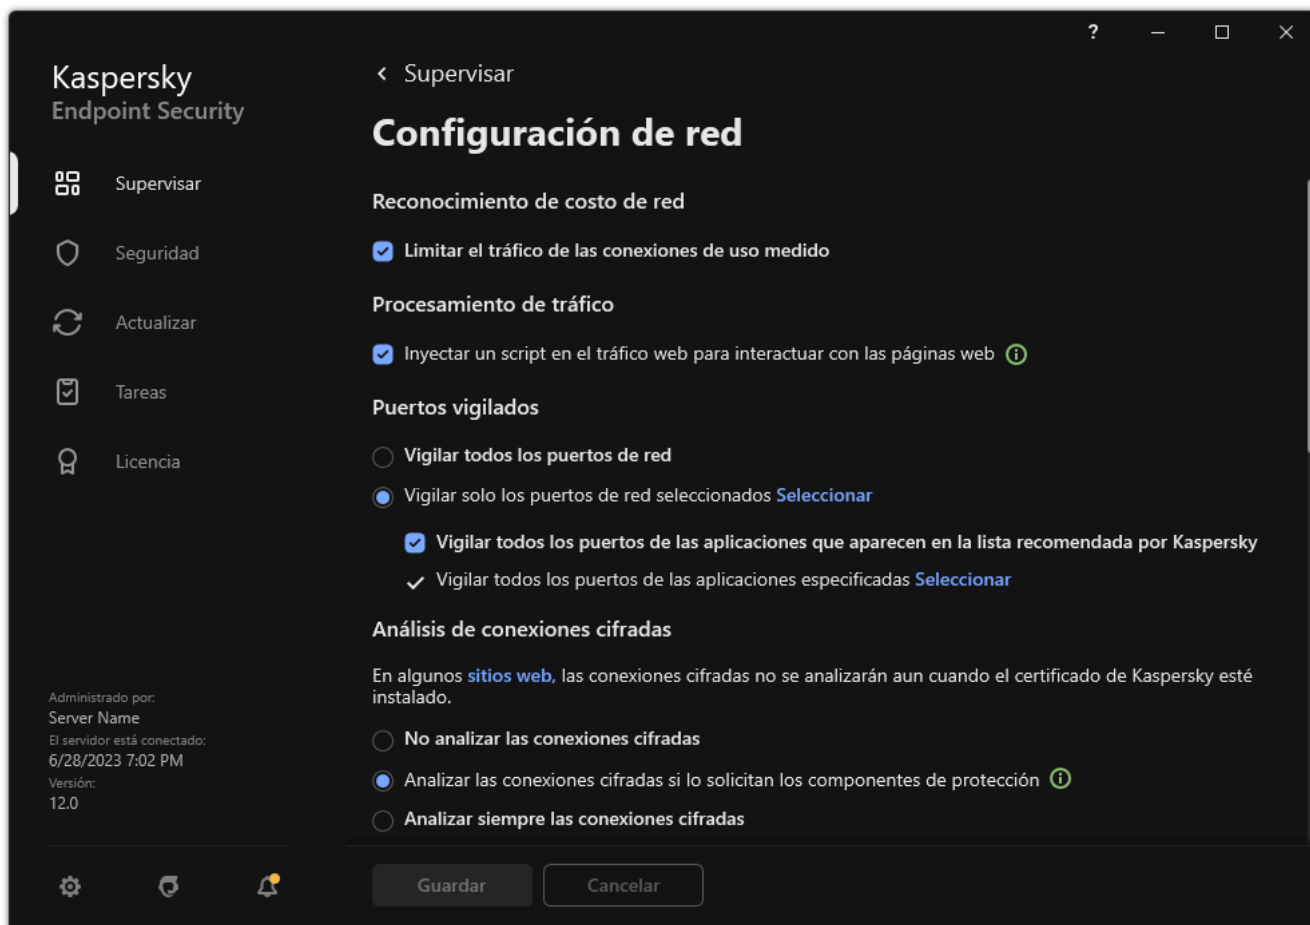 ?
Kaspersky
Endpoint Security
Supervisar
Seguridad
Actualizar
Tareas
Licencia
Administrado por:
Server Name
El servidor está conectado:
6/28/2023 7:02 PM
Versión:
12.0
Supervisar
Configuración de red
Reconocimiento de costo de red
Limitar el tráfico de las conexiones de uso medido
Procesamiento de tráfico
Inyectar un script en el tráfico web para interactuar con las páginas web
Puertos vigilados
Vigilar todos los puertos de red
Vigilar solo los puertos de red seleccionados Seleccionar
Vigilar todos los puertos de las aplicaciones que aparecen en la lista recomendada por Kaspersky
Vigilar todos los puertos de las aplicaciones especificadas Seleccionar
Análisis de conexiones cifradas
En algunos sitios web, las conexiones cifradas no se analizarán aun cuando el certificado de Kaspersky esté
instalado.
No analizar las conexiones cifradas
Analizar las conexiones cifradas si lo solicitan los componentes de protección
Analizar siempre las conexiones cifradas
Guardar
Cancelar